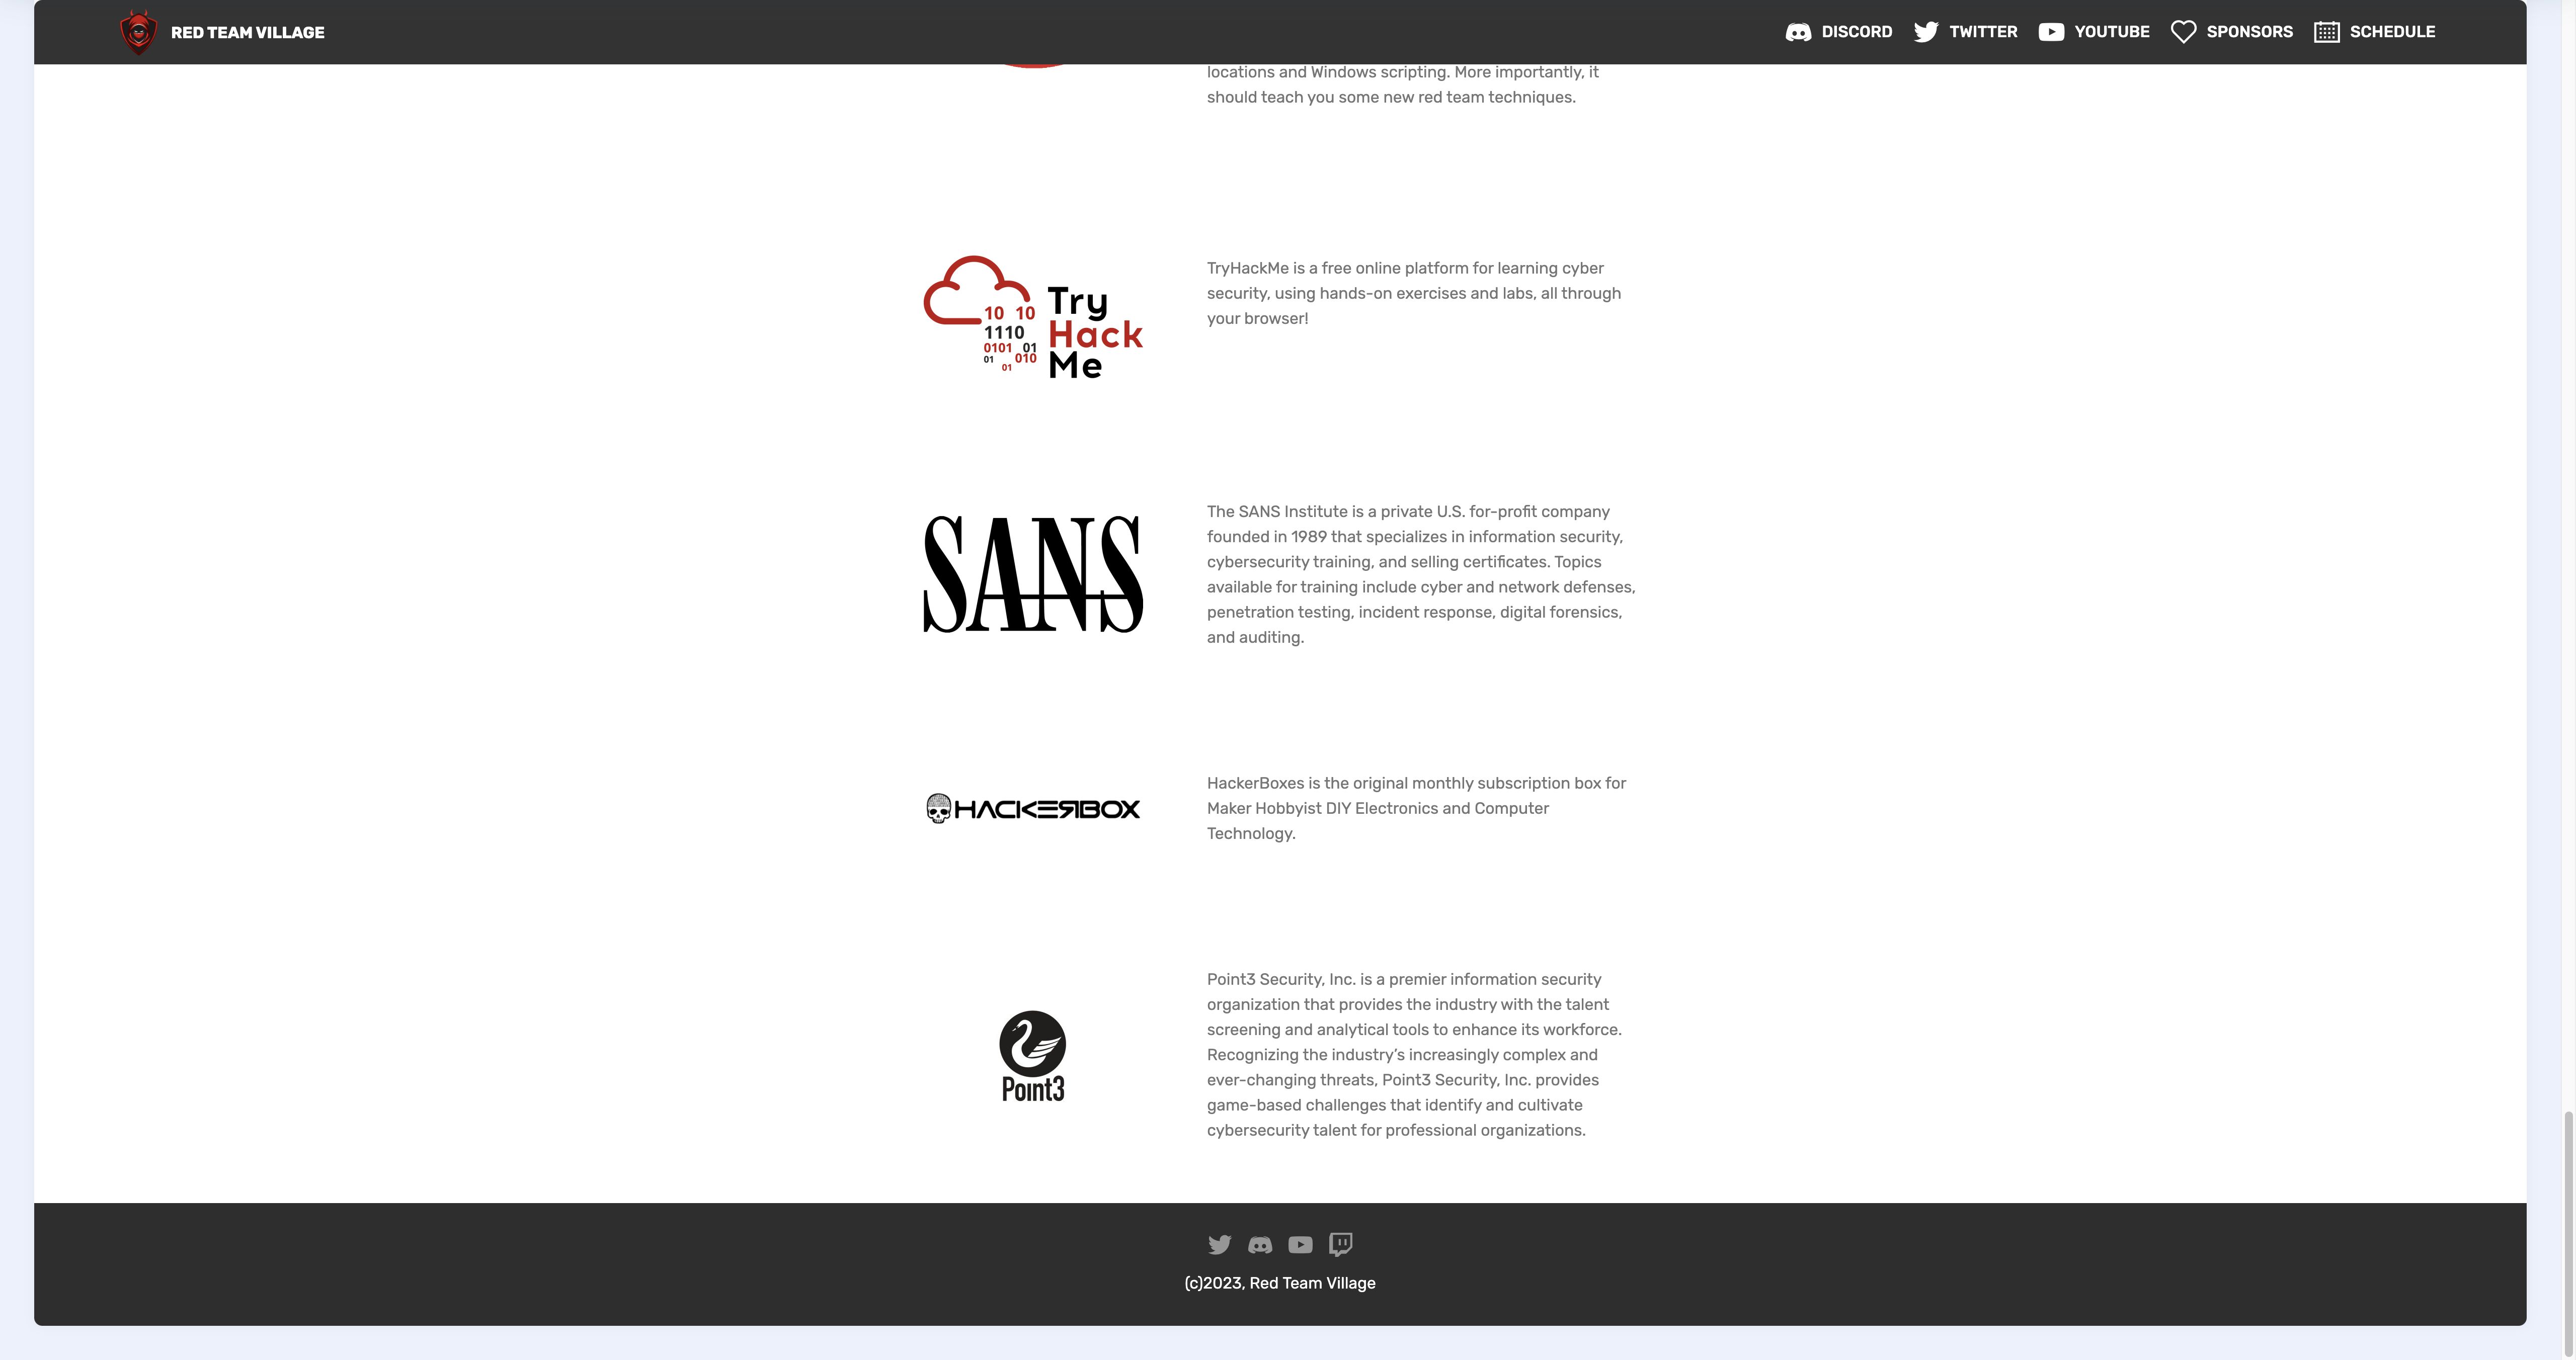 RED TEAM VILLAGE
DISCORD TWITTER YOUTUBE SPONSORS SCHEDULE
locations and Windows scripting. More importantly, it
should teach you some new red team techniques.
10 10
1110
0101 01
01 010
01
Try
Hack
Me
TryHackMe is a free online platform for learning cyber
security, using hands-on exercises and labs, all through
your browser!
SANS
The SANS Institute is a private U.S. for-profit company
founded in 1989 that specializes in information security,
cybersecurity training, and selling certificates. Topics
available for training include cyber and network defenses,
penetration testing, incident response, digital forensics,
and auditing.
HACKERBOX
HackerBoxes is the original monthly subscription box for
Maker Hobbyist DIY Electronics and Computer
Technology.
Point3
Point3 Security, Inc. is a premier information security
organization that provides the industry with the talent
screening and analytical tools to enhance its workforce.
Recognizing the industry’s increasingly complex and
ever-changing threats, Point3 Security, Inc. provides
game-based challenges that identify and cultivate
cybersecurity talent for professional organizations.
(c)2023, Red Team Village